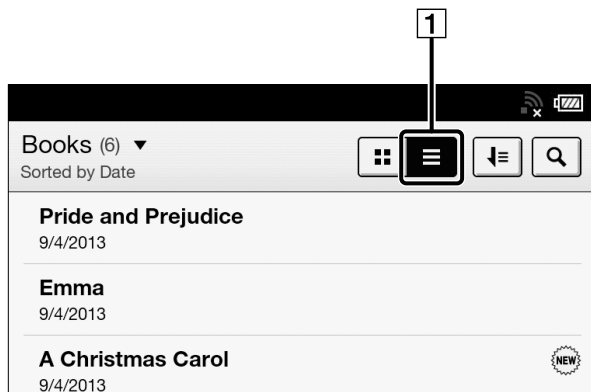 1
Books (6)
Sorted by Date
Pride and Prejudice
9/4/2013
Emma
9/4/2013
A Christmas Carol
NEW
9/4/2013